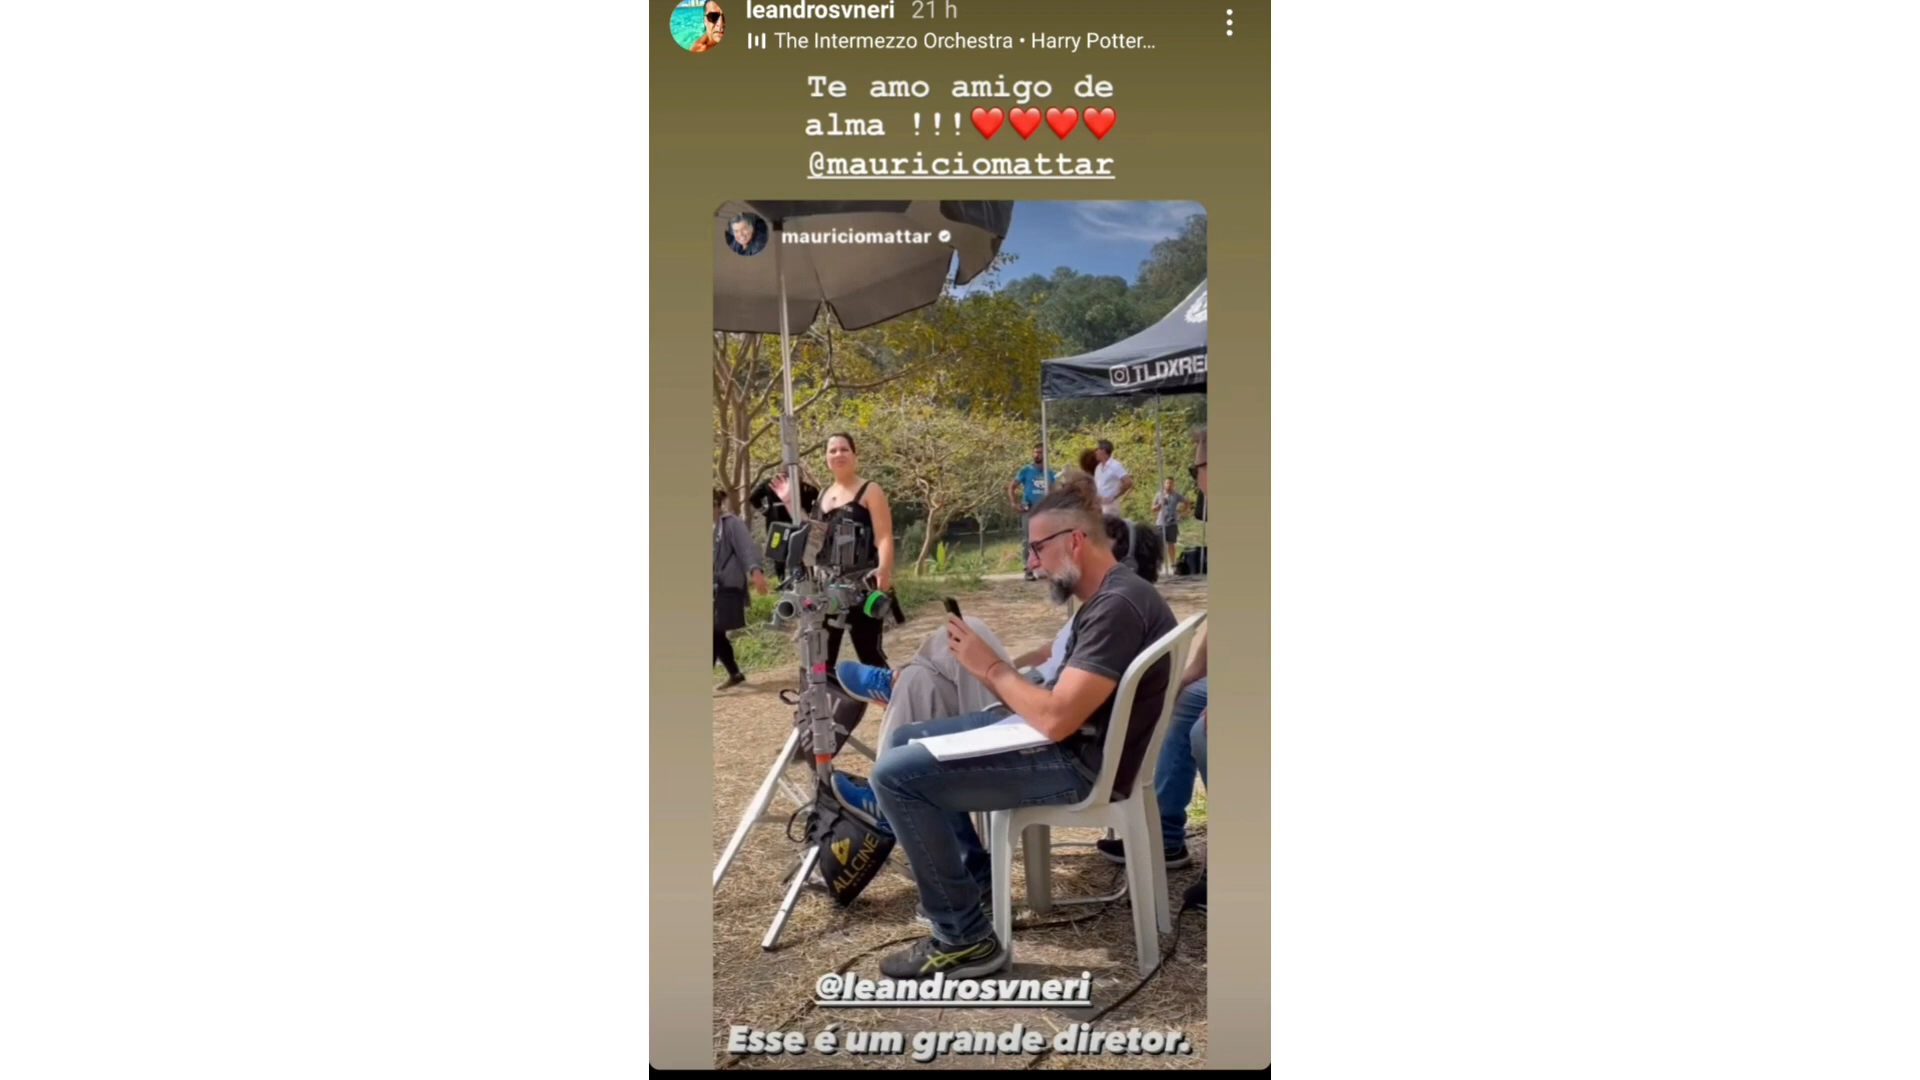 leandrosvneri 21 h
The Intermezzo Orchestra • Harry Potter...
Te amo amigo de
alma !!!❤️❤️❤️❤️
@mauriciomattar
mauriciomattar
TLDXRE
ALLCINE
@leandrosvneri
Esse é um grande diretor.